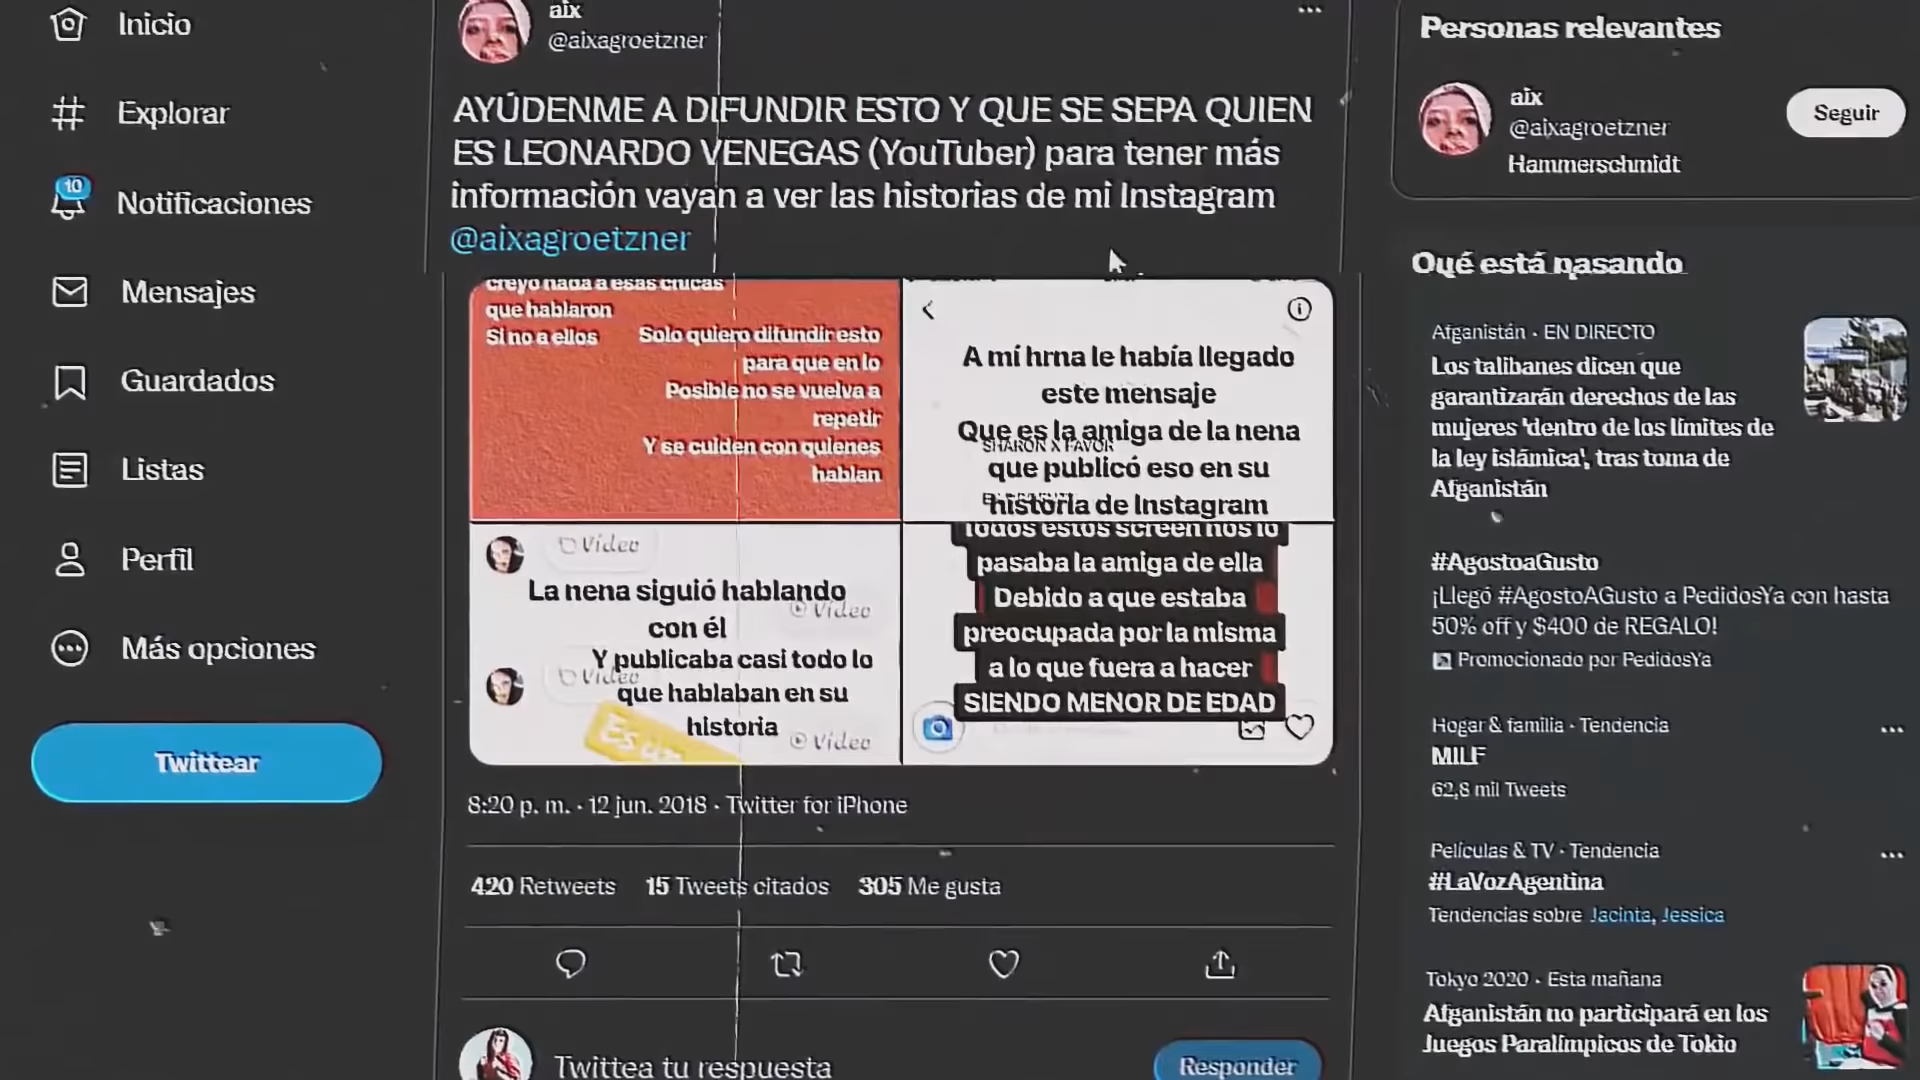 Inicio
Explorar
10
Notificaciones
Mensajes
Guardados
Listas
Perfil
Más opciones
Twittear
aix
@aixagroetzner
AYÚDENME A DIFUNDIR ESTO Y QUE SE SEPA QUIEN
ES LEONARDO VENEGAS (YouTuber) para tener más
información vayan a ver las historias de mi Instagram
@aixagroetzner
creyo nada a esas chicas
que hablaron
Si no a ellos
Solo quiero difundir esto
para que en lo
Posible no se vuelva a
repetir
Y se cuiden con quienes
hablan
A mí hrna le había llegado
este mensaje
Que es la amiga de la nena
SHARON X FAVOR
que publicó eso en su
historia de Instagram
Video
La nena siguió hablando
Video
con él
Y publicaba casi todo lo
Video
que hablaban en su
historia
Es un
Video
Todos estos screen nos lo
pasaba la amiga de ella
Debido a que estaba
preocupada por la misma
a lo que fuera a hacer
SIENDO MENOR DE EDAD
8:20 p. m. · 12 jun. 2018 · Twitter for iPhone
420 Retweets 15 Tweets citados 305 Me gusta
Twittea tu respuesta
Responder
Personas relevantes
aix
@aixagroetzner
Hammerschmidt
Seguir
Qué está pasando
Afganistán · EN DIRECTO
Los talibanes dicen que
garantizarán derechos de las
mujeres 'dentro de los límites de
la ley islámica', tras toma de
Afganistán
#AgostoaGusto
¡Llegó #AgostoAGusto a PedidosYa con hasta
50% off y $400 de REGALO!
Promocionado por PedidosYa
Hogar & familia · Tendencia
MILF
62,8 mil Tweets
Películas & TV · Tendencia
#LaVozAgentina
Tendencias sobre Jacinta, Jessica
Tokyo 2020 · Esta mañana
Afganistán no participará en los
Juegos Paralímpicos de Tokio